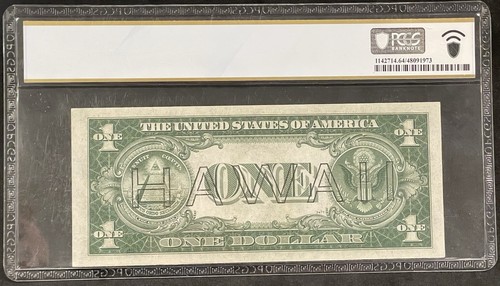 PCGS
BANKNOTE
1142714.64/48091973
THE UNITED STATES OF AMERICA
1 1
ONE ONE
ONE
HAWAII
1 1
ONE ONE
ONE DOLLAR